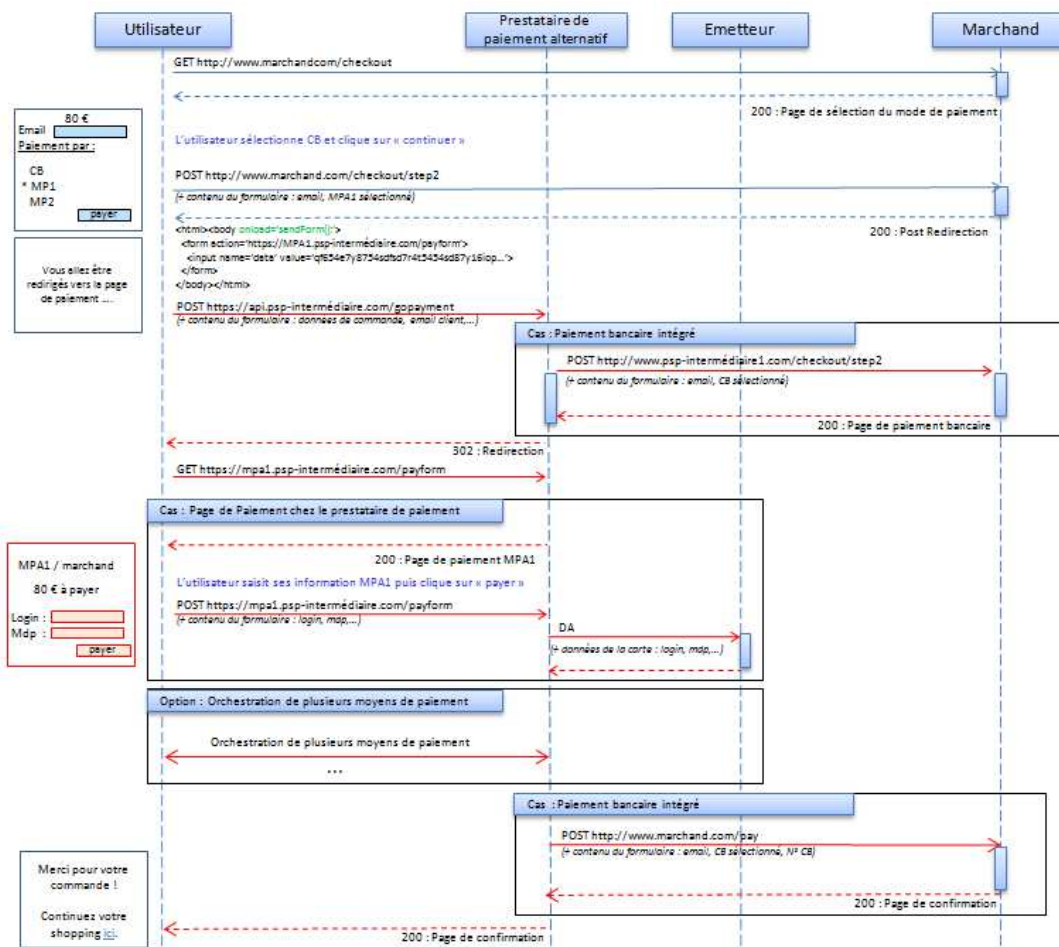 Utilisateur
Prestataire de
paiement alternatif
Emetteur
Marchand
GET http://www.marchandcom/checkout
200 : Page de sélection du mode de paiement
80 €
Email
Paiement par :
CB
* MP1
MP2
payer
L'utilisateur sélectionne CB et clique sur « continuer »
POST http://www.marchand.com/checkout/step2
(+ contenu du formulaire : email, MPA1 sélectionné)
200 : Post Redirection
<html><body onload='sendForm();'>
<form action='https://MPA1.psp-intermédiaire.com/payform'>
<input name='data' value='qf654e7y8754sdfsd7r4t5454sd87y16iop...'>
</form>
</body></html>
Vous allez être
redirigés vers la page
de paiement ....
POST https://api.psp-intermédiaire.com/gopayment
(+ contenu du formulaire : données de commande, email client,...)
Cas : Paiement bancaire intégré
POST http://www.psp-intermédiaire1.com/checkout/step2
(+ contenu du formulaire : email, CB sélectionné)
200 : Page de paiement bancaire
302 : Redirection
GET https://mpa1.psp-intermédiaire.com/payform
Cas : Page de Paiement chez le prestataire de paiement
200 : Page de paiement MPA1
MPA1 / marchand
80 € à payer
Login :
Mdp :
payer
L'utilisateur saisit ses information MPA1 puis clique sur « payer »
POST https://mpa1.psp-intermédiaire.com/payform
(+ contenu du formulaire : login, mdp,...)
DA
(+ données de la carte : login, mdp,...)
Option : Orchestration de plusieurs moyens de paiement
Orchestration de plusieurs moyens de paiement
...
Cas : Paiement bancaire intégré
POST http://www.marchand.com/pay
(+ contenu du formulaire : email, CB sélectionné, N° CB)
200 : Page de confirmation
Merci pour votre
commande !
Continuez votre
shopping ici.
200 : Page de confirmation